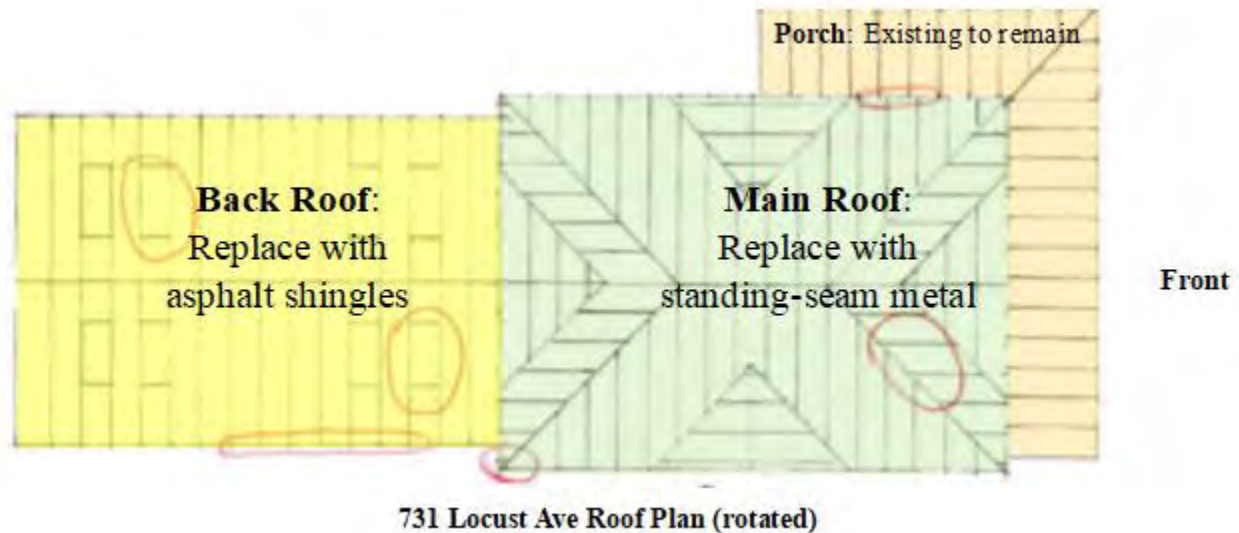 Porch: Existing to remain
Back Roof:
Replace with
asphalt shingles
Main Roof:
Replace with
standing-seam metal
Front
731 Locust Ave Roof Plan (rotated)